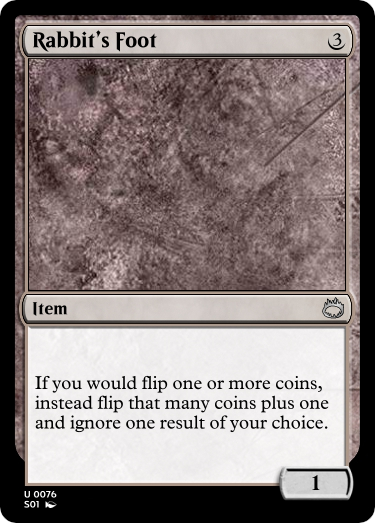 Rabbit's Foot 3
Item
If you would flip one or more coins,
instead flip that many coins plus one
and ignore one result of your choice.
1
U 0076
S01